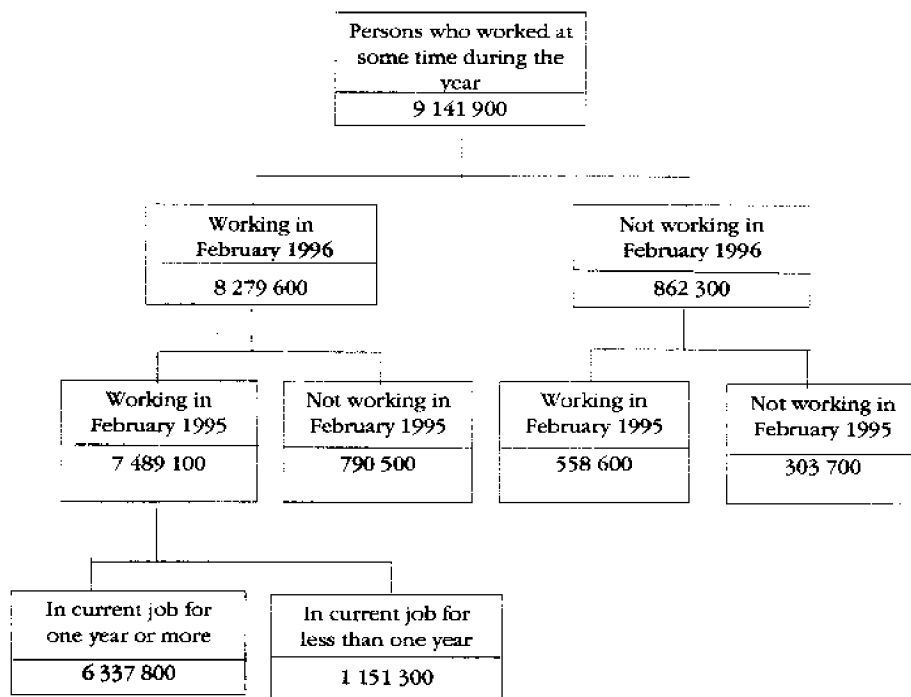 Persons who worked at
some time during the
year
9 141 900
Working in
February 1996
8 279 600
Not working in
February 1996
862 300
Working in
February 1995
7 489 100
Not working in
February 1995
790 500
Working in
February 1995
558 600
Not working in
February 1995
303 700
In current job for
one year or more
6 337 800
In current job for
less than one year
1 151 300